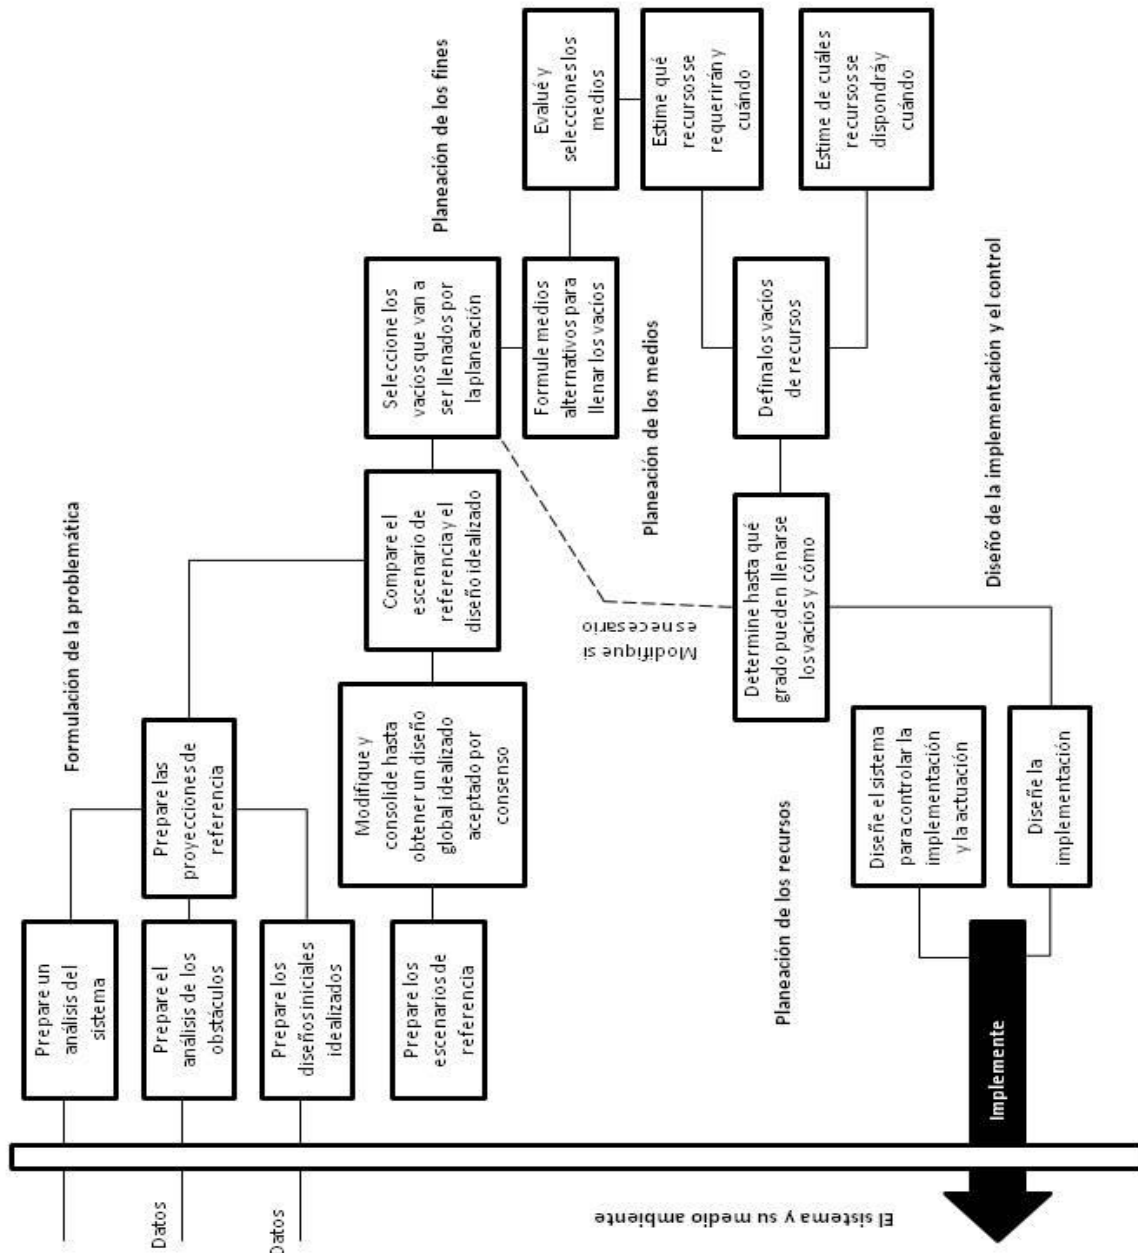 Formulación de la problemática
Prepare un
análisis del
sistema
Prepare el
análisis de los
obstáculos
Prepare los
diseños iniciales
idealizados
Prepare las
proyecciones de
referencia
Prepare los
escenarios de
referencia
Modifique y
consolide hasta
obtener un diseño
global idealizado
aceptado por
consenso
Compare el
escenario de
referencia y el
diseño idealizado
Seleccione los
vacíos que van a
ser llenados por
la planeación
Planeación de los fines
Formule medios
alternativos para
llenar los vacíos
Evalué y
selecciones los
medios
Planeación de los medios
Estime qué
recursos se
requerirán y
cuándo
Estime de cuáles
recursos se
dispondrá y
cuándo
Defina los vacíos
de recursos
Modifique si
es necesario
Determine hasta qué
grado pueden llenarse
los vacíos y cómo
Planeación de los recursos
Diseño de la implementación y el control
Diseñe el sistema
para controlar la
implementación
y la actuación
Diseñe la
implementación
Implemente
Datos
Datos
El sistema y su medio ambiente